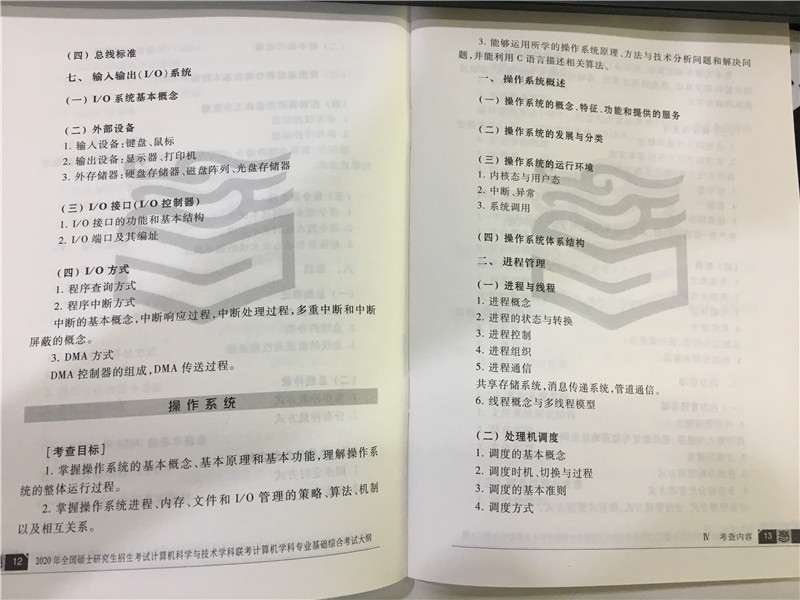 (四) 总线标准
七、输入输出(I/O)系统
(一) I/O 系统基本概念
(二) 外部设备
1. 输入设备:键盘、鼠标
2. 输出设备:显示器、打印机
3. 外存储器:硬盘存储器、磁盘阵列、光盘存储器
(三) I/O 接口(I/O 控制器)
1. I/O 接口的功能和基本结构
2. I/O 端口及其编址
(四) I/O 方式
1. 程序查询方式
2. 程序中断方式
中断的基本概念,中断响应过程,中断处理过程,多重中断和中断
屏蔽的概念。
3. DMA 方式
DMA 控制器的组成,DMA 传送过程。
操作系统
[考查目标]
1. 掌握操作系统的基本概念、基本原理和基本功能,理解操作系
统的整体运行过程。
2. 掌握操作系统进程、内存、文件和 I/O 管理的策略、算法、机制
以及相互关系。
12 2020 年全国硕士研究生招生考试计算机科学与技术学科联考计算机学科专业基础综合考试大纲
3. 能够运用所学的操作系统原理、方法与技术分析问题和解决问
题,并能利用 C 语言描述相关算法。
一、操作系统概述
(一) 操作系统的概念、特征、功能和提供的服务
(二) 操作系统的发展与分类
(三) 操作系统的运行环境
1. 内核态与用户态
2. 中断、异常
3. 系统调用
(四) 操作系统体系结构
二、进程管理
(一) 进程与线程
1. 进程概念
2. 进程的状态与转换
3. 进程控制
4. 进程组织
5. 进程通信
共享存储系统,消息传递系统,管道通信。
6. 线程概念与多线程模型
(二) 处理机调度
1. 调度的基本概念
2. 调度时机、切换与过程
3. 调度的基本准则
4. 调度方式
Ⅳ 考查内容 13